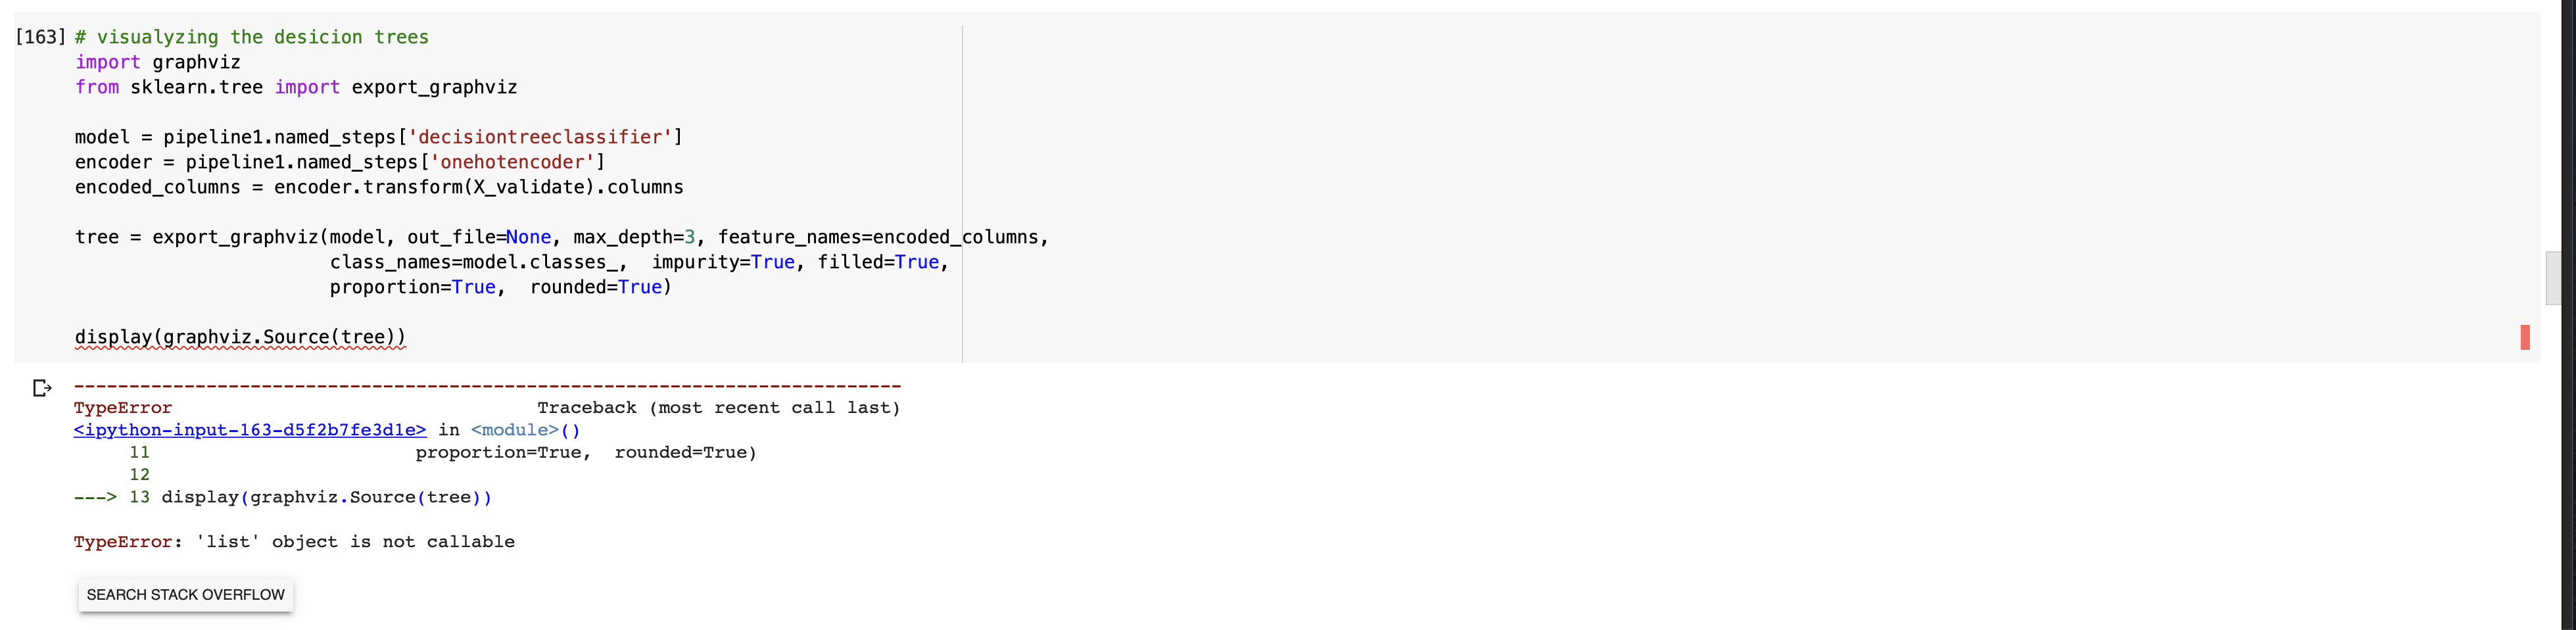 [163] # visualyzing the desicion trees
import graphviz
from sklearn.tree import export_graphviz
model = pipeline1.named_steps['decisiontreeclassifier']
encoder = pipeline1.named_steps['onehotencoder']
encoded_columns = encoder.transform(X_validate).columns
tree = export_graphviz(model, out_file=None, max_depth=3, feature_names=encoded_columns,
class_names=model.classes_,  impurity=True, filled=True,
proportion=True,  rounded=True)
display(graphviz.Source(tree))
---------------------------------------------------------------------------
TypeError                                 Traceback (most recent call last)
<ipython-input-163-d5f2b7fe3d1e> in <module>()
11                        proportion=True,  rounded=True)
12
---> 13 display(graphviz.Source(tree))
TypeError: 'list' object is not callable
SEARCH STACK OVERFLOW